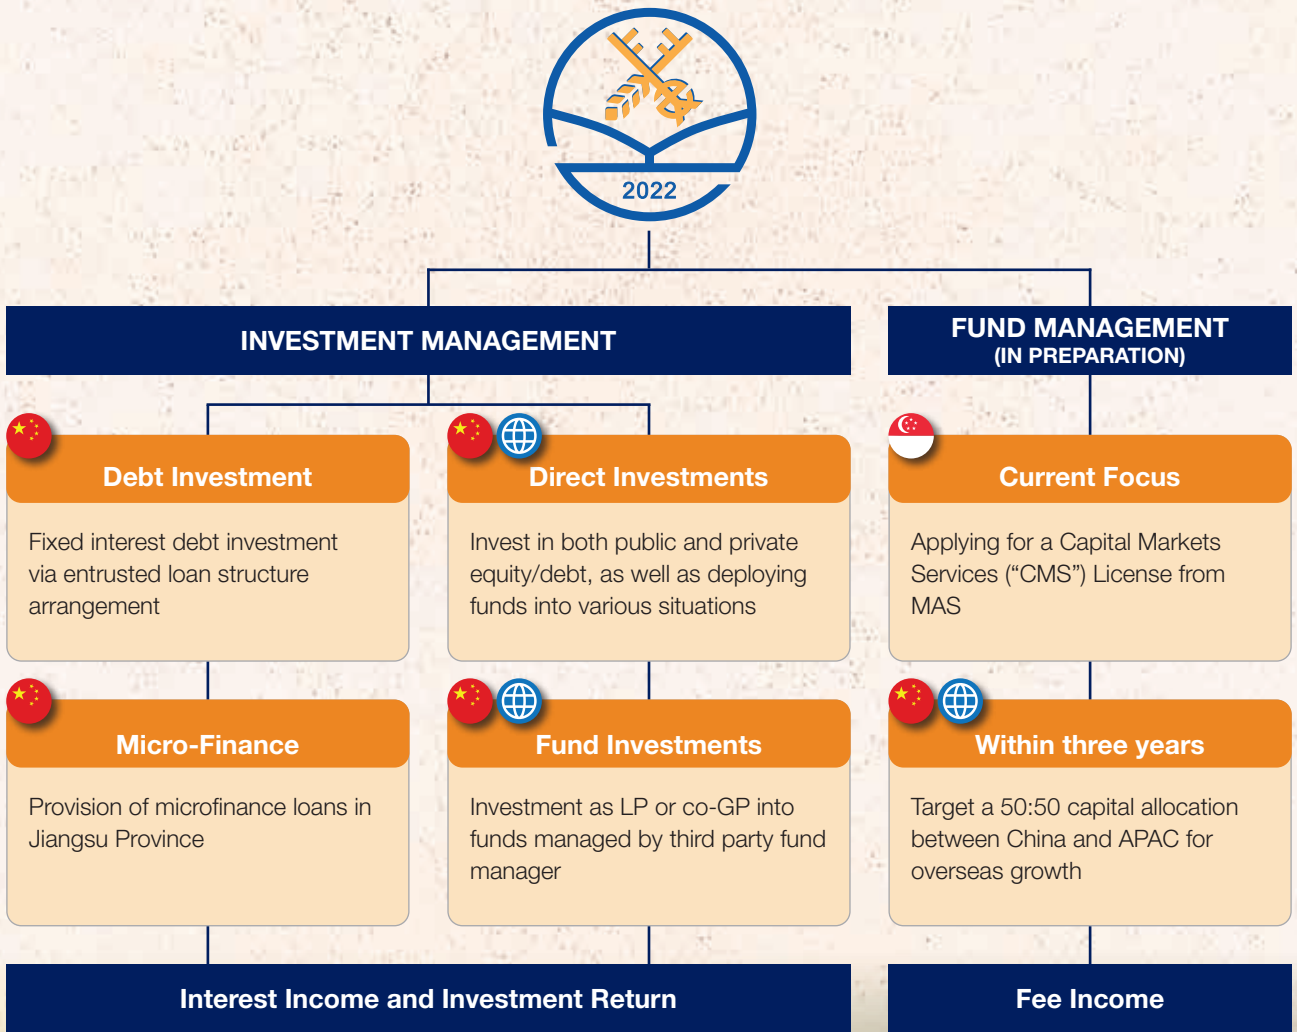 2022
INVESTMENT MANAGEMENT
FUND MANAGEMENT
(IN PREPARATION)
Debt Investment
Fixed interest debt investment
via entrusted loan structure
arrangement
Direct Investments
Invest in both public and private
equity/debt, as well as deploying
funds into various situations
Current Focus
Applying for a Capital Markets
Services (“CMS”) License from
MAS
Micro-Finance
Provision of microfinance loans in
Jiangsu Province
Fund Investments
Investment as LP or co-GP into
funds managed by third party fund
manager
Within three years
Target a 50:50 capital allocation
between China and APAC for
overseas growth
Interest Income and Investment Return
Fee Income